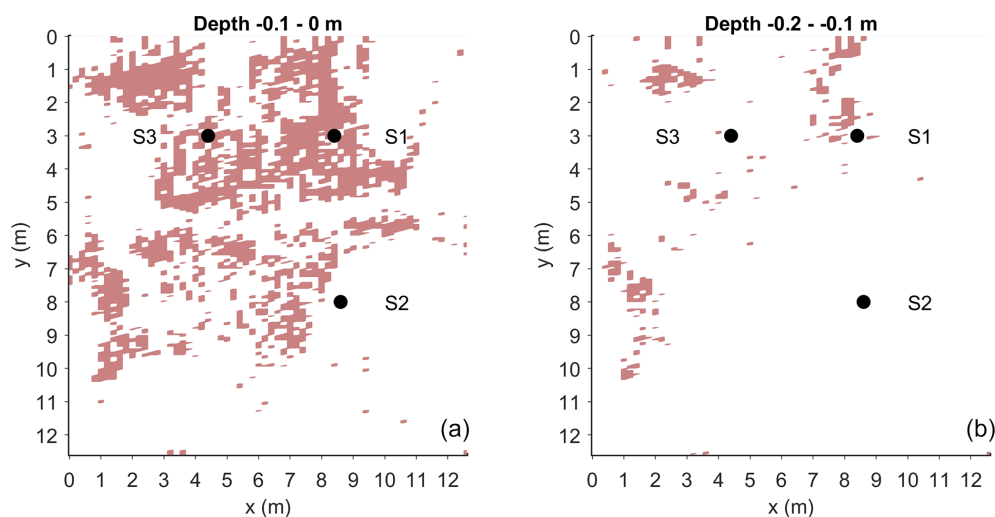 Depth -0.1 - 0 m
0
1
2
3
4
5
6
7
8
9
10
11
12
y (m)
S3
S1
S2
(a)
0 1 2 3 4 5 6 7 8 9 10 11 12
x (m)
Depth -0.2 - -0.1 m
0
1
2
3
4
5
6
7
8
9
10
11
12
y (m)
S3
S1
S2
(b)
0 1 2 3 4 5 6 7 8 9 10 11 12
x (m)